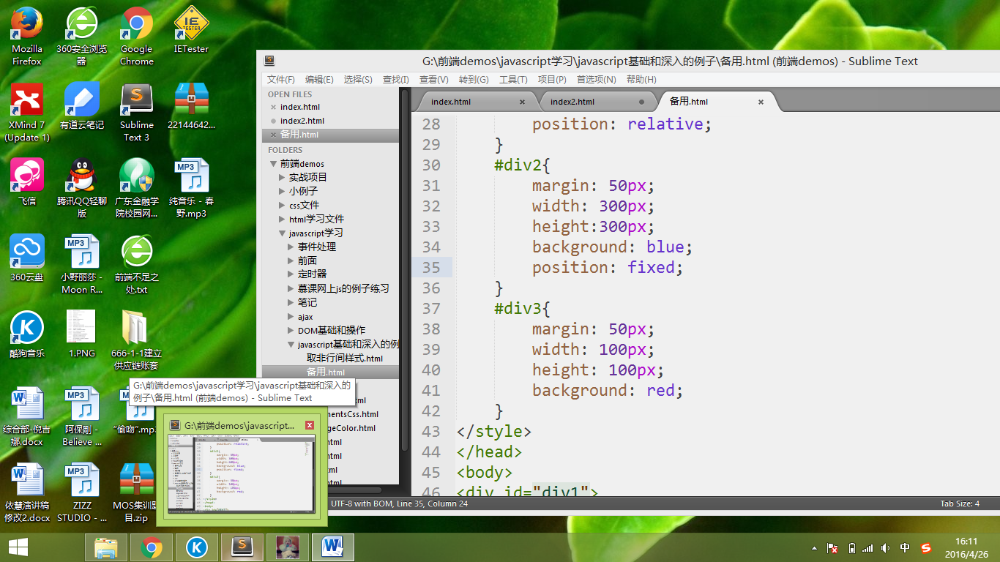 Mozilla
Firefox
360安全浏览
器
Google
Chrome
IETester
XMind 7
(Update 1)
有道云笔记
Sublime
Text 3
22144642...
飞信
腾讯QQ轻聊
版
广东金融学
院校园网...
MP3
纯音乐 - 春
野.mp3
360云盘
MP3
小野丽莎 -
Moon R...
前端不足之
处.txt
酷狗音乐
1.PNG
666-1-1建立
供应链账套
综合部-倪吉
娜.docx
MP3
阿保剛 -
Believe ...
“偷吻”.mp3
依慧演讲稿
修改2.docx
MP3
ZIZZ
STUDIO - ...
MOS集训题
目.zip
G:\前端demos\javascript学习\javascript基础和深入的例子\备用.html (前端demos) - Sublime Text
文件(F) 编辑(E) 选择(S) 查找(I) 查看(V) 转到(G) 工具(T) 项目(P) 首选项(N) 帮助(H)
OPEN FILES
index.html
index2.html
备用.html
FOLDERS
前端demos
实战项目
小例子
css文件
html学习文件
javascript学习
事件处理
前面
定时器
慕课网上js的例子练习
笔记
ajax
DOM基础和操作
javascript基础和深入的例
取非行间样式.html
备用.html
index.html index2.html 备用.html
28 position: relative;
29 }
30 #div2{
31 margin: 50px;
32 width: 300px;
33 height:300px;
34 background: blue;
35 position: fixed;
36 }
37 #div3{
38 margin: 50px;
39 width: 100px;
40 height: 100px;
41 background: red;
42 }
43 </style>
44 </head>
45 <body>
46 <div id="div1">
G:\前端demos\javascript学习\javascript基础和深入的
例子\备用.html (前端demos) - Sublime Text
G:\前端demos\javascript...
UTF-8 with BOM, Line 35, Column 24
Tab Size: 4
中
16:11
2016/4/26